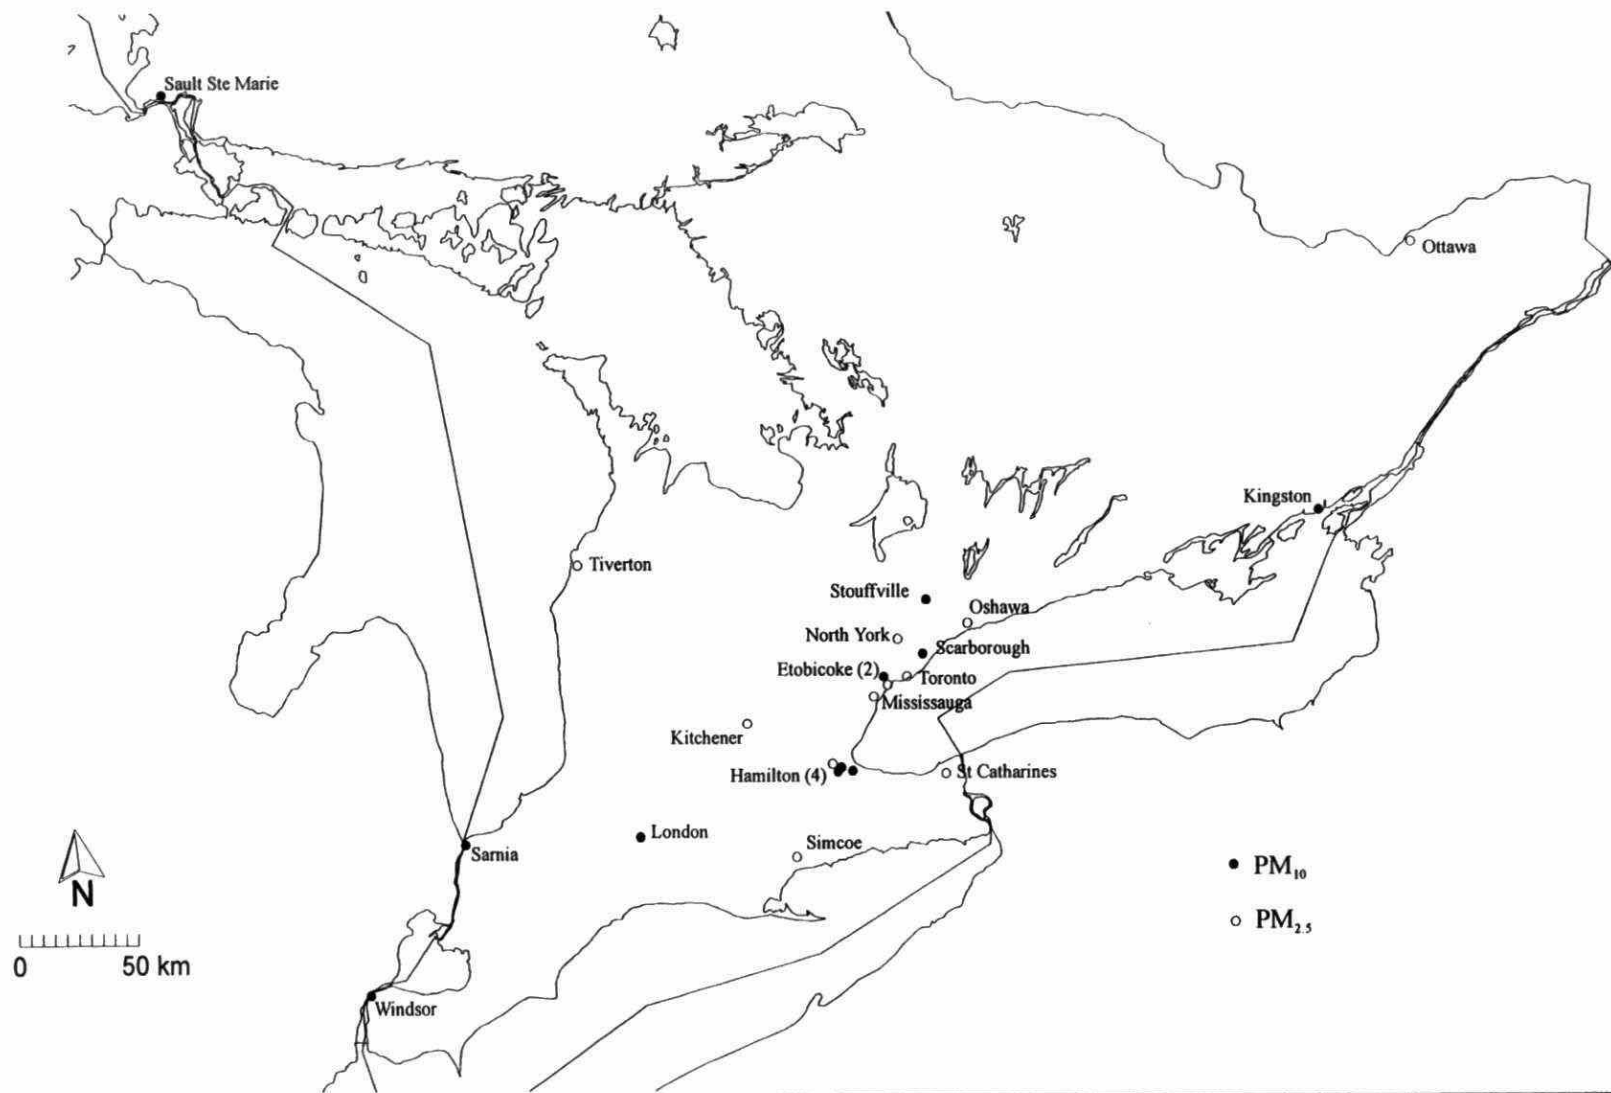 Sault Ste Marie
Ottawa
Kingston
Tiverton
Stouffville
Oshawa
North York
Scarborough
Etobicoke (2)
Toronto
Mississauga
Kitchener
Hamilton (4)
St Catharines
London
Simcoe
Sarnia
PM₁₀
N
PM₂.₅
0 50 km
Windsor